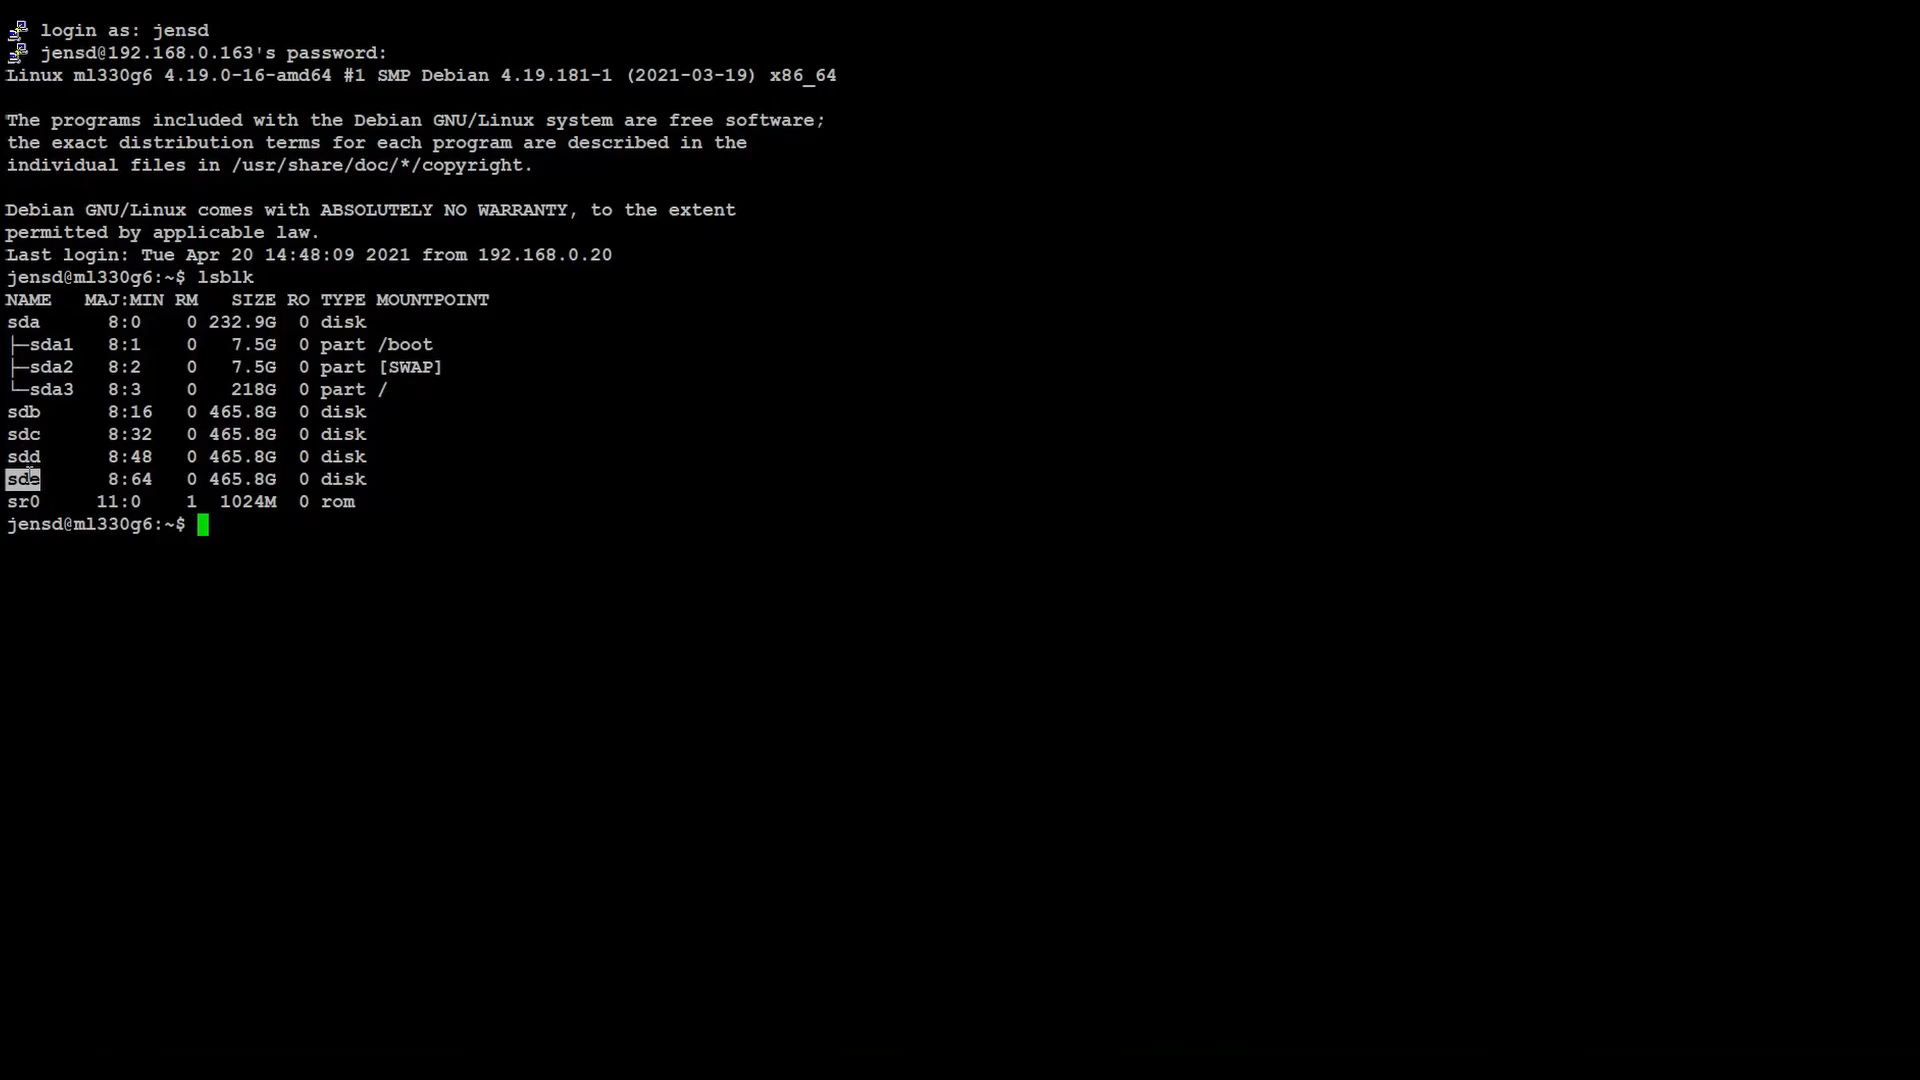 login as: jensd
jensd@192.168.0.163's password:
Linux ml330g6 4.19.0-16-amd64 #1 SMP Debian 4.19.181-1 (2021-03-19) x86_64

The programs included with the Debian GNU/Linux system are free software;
the exact distribution terms for each program are described in the
individual files in /usr/share/doc/*/copyright.

Debian GNU/Linux comes with ABSOLUTELY NO WARRANTY, to the extent
permitted by applicable law.
Last login: Tue Apr 20 14:48:09 2021 from 192.168.0.20
jensd@ml330g6:~$ lsblk
NAME   MAJ:MIN RM   SIZE RO TYPE MOUNTPOINT
sda      8:0    0 232.9G  0 disk
├─sda1   8:1    0   7.5G  0 part /boot
├─sda2   8:2    0   7.5G  0 part [SWAP]
└─sda3   8:3    0   218G  0 part /
sdb      8:16   0 465.8G  0 disk
sdc      8:32   0 465.8G  0 disk
sdd      8:48   0 465.8G  0 disk
sde      8:64   0 465.8G  0 disk
sr0     11:0    1  1024M  0 rom
jensd@ml330g6:~$